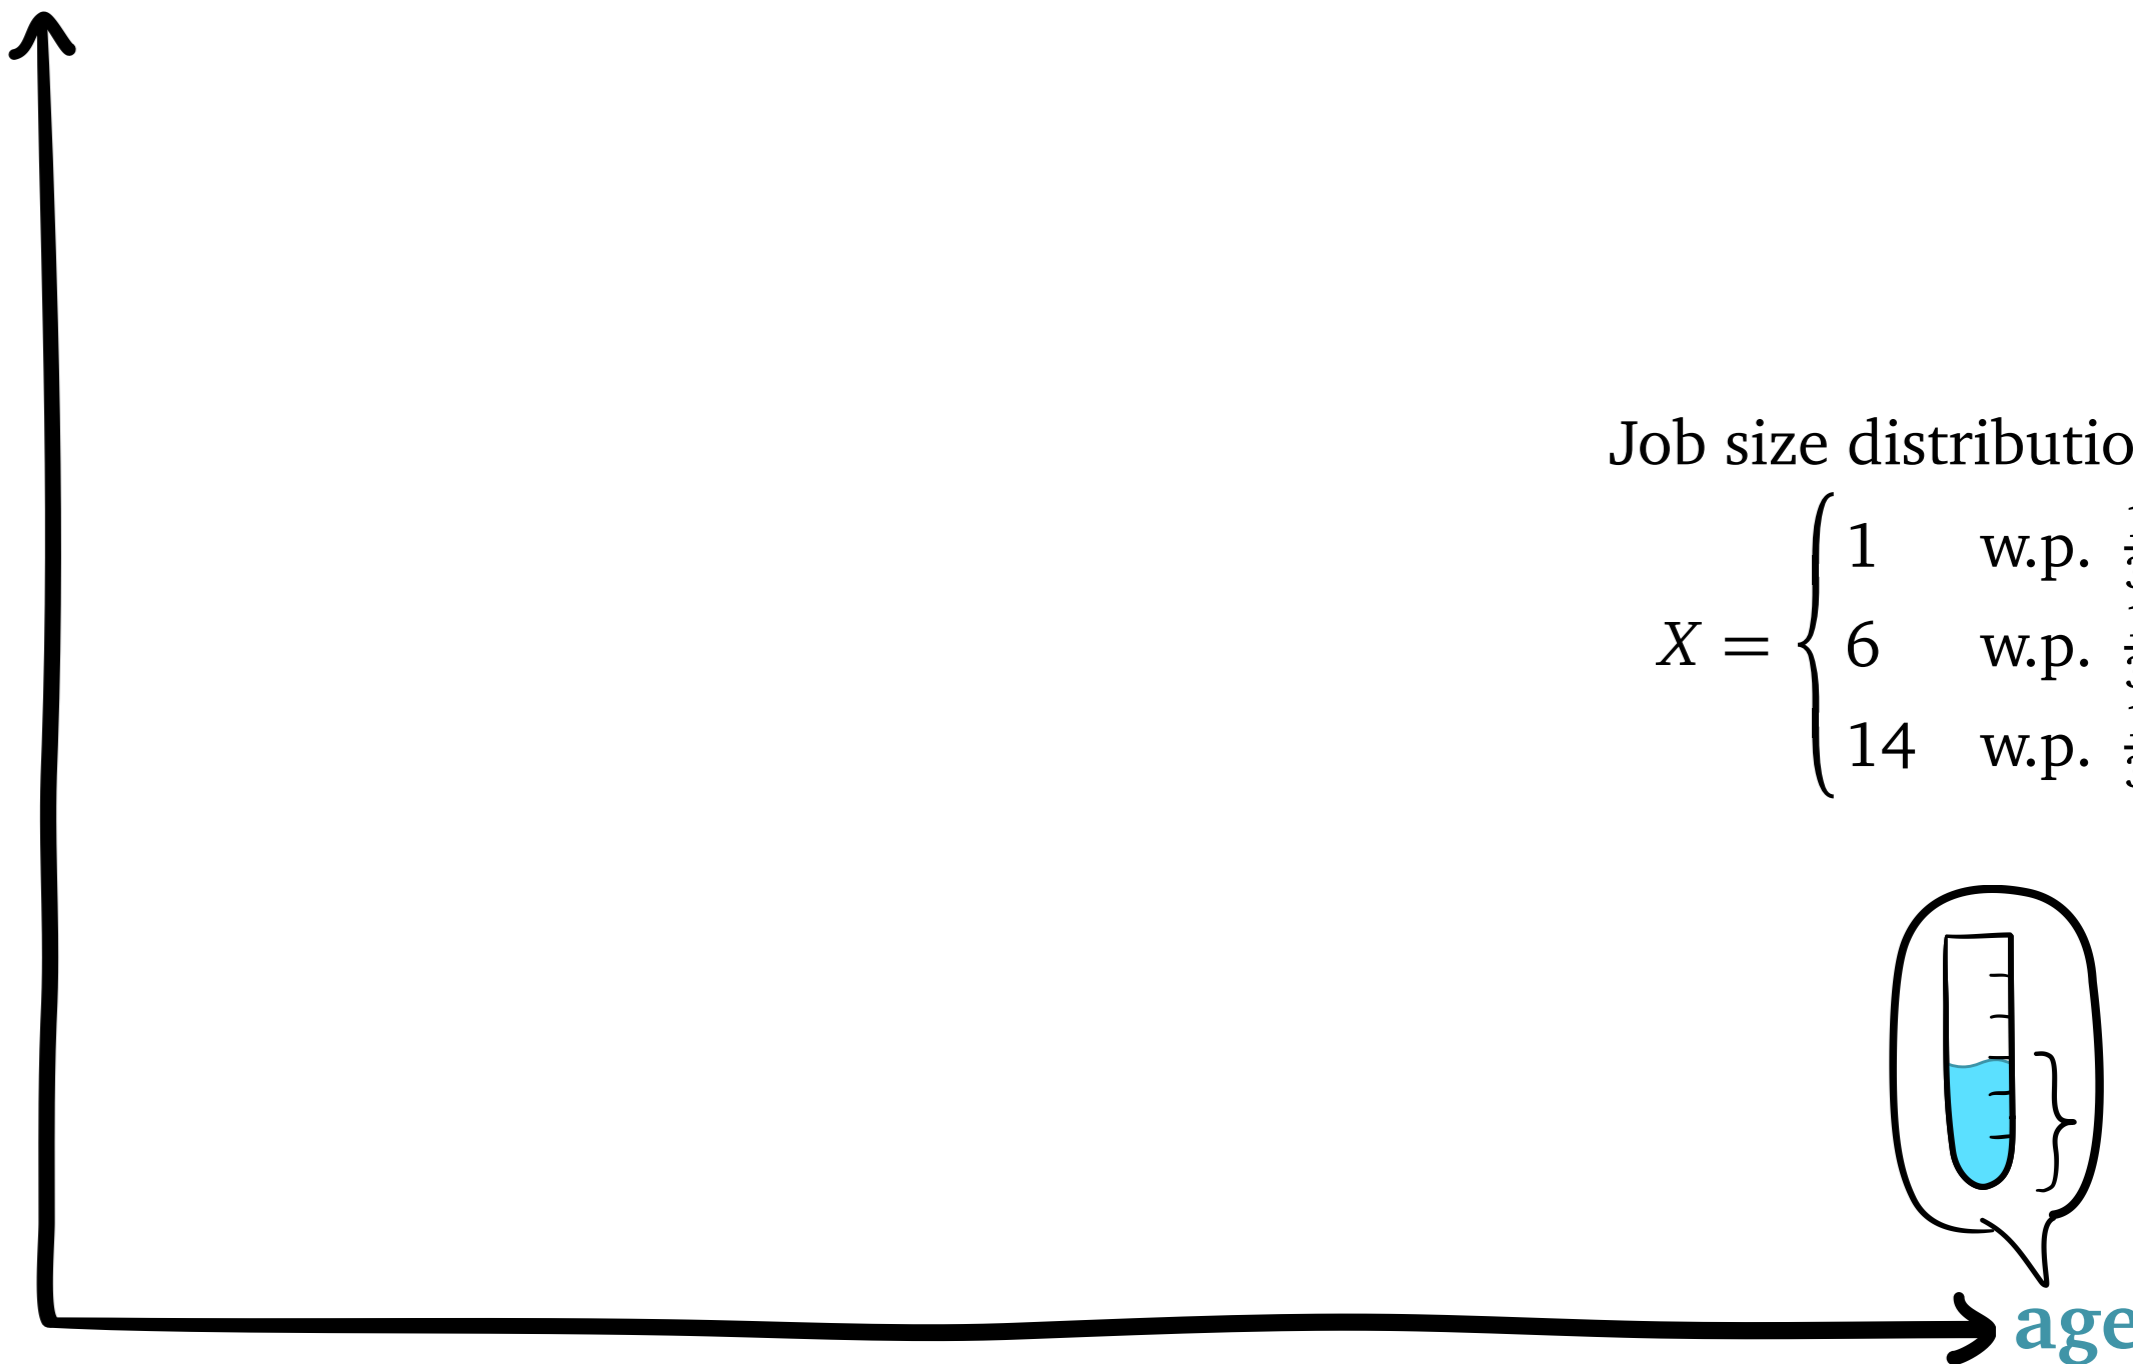 Job size distributio
X = { 1 w.p.
6 w.p.
14 w.p.
age